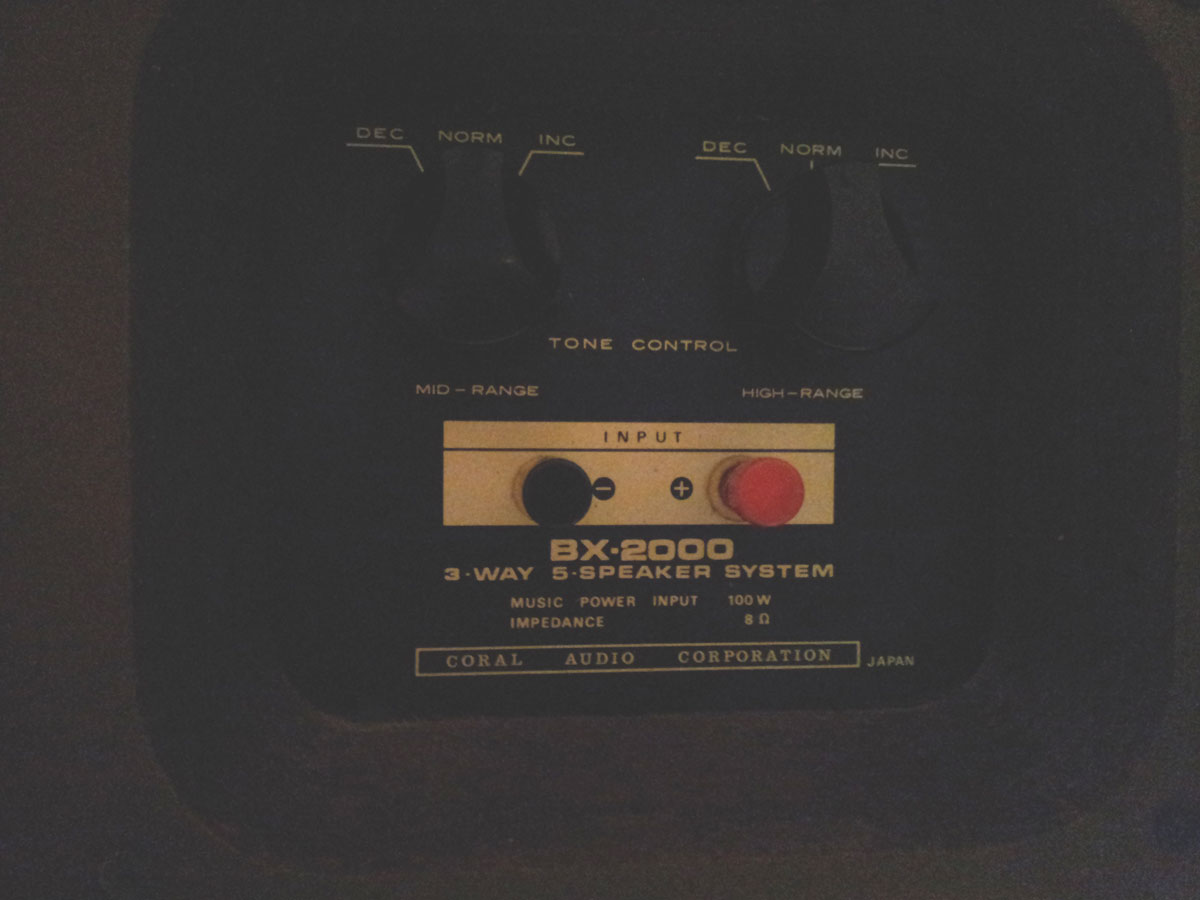 DEC NORM INC DEC NORM INC
TONE CONTROL
MID-RANGE HIGH-RANGE
INPUT
- +
BX-2000
3-WAY 5-SPEAKER SYSTEM
MUSIC POWER INPUT 100W
IMPEDANCE 8Ω
CORAL AUDIO CORPORATION JAPAN